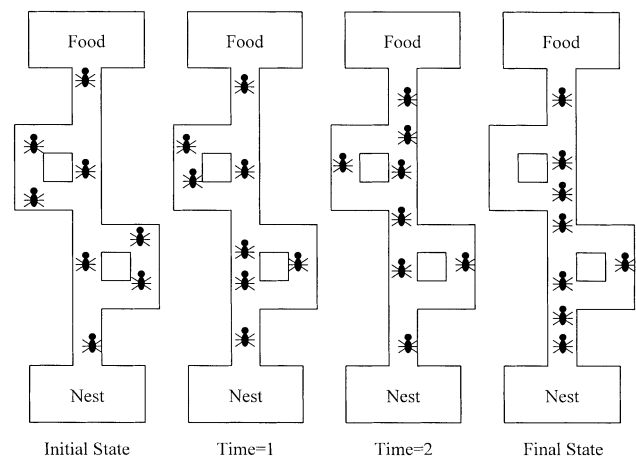 Food Food Food Food
Nest Nest Nest Nest
Initial State Time=1 Time=2 Final State